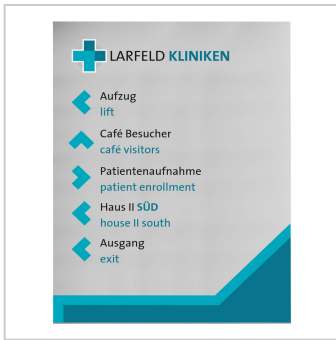 LARFELD KLINIKEN
Aufzug
lift
Café Besucher
café visitors
Patientenaufnahme
patient enrollment
Haus II SÜD
house II south
Ausgang
exit